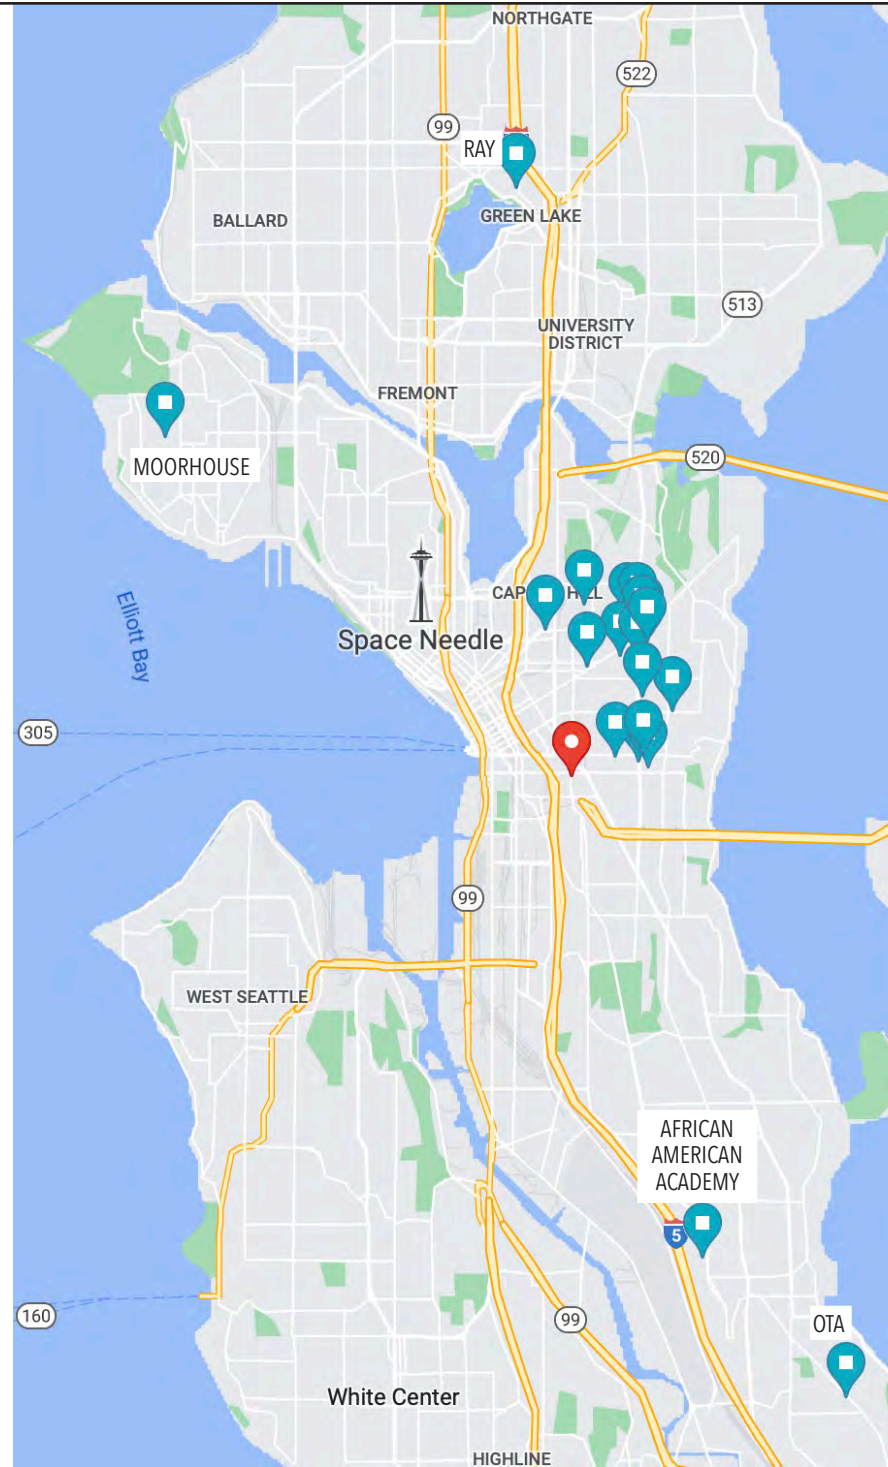 NORTHGATE
522
99
RAY
BALLARD
GREEN LAKE
513
UNIVERSITY
DISTRICT
FREMONT
MOORHOUSE
520
Elliott Bay
Space Needle
305
99
WEST SEATTLE
AFRICAN
AMERICAN
ACADEMY
5
160
99
OTA
White Center
HIGHLINE